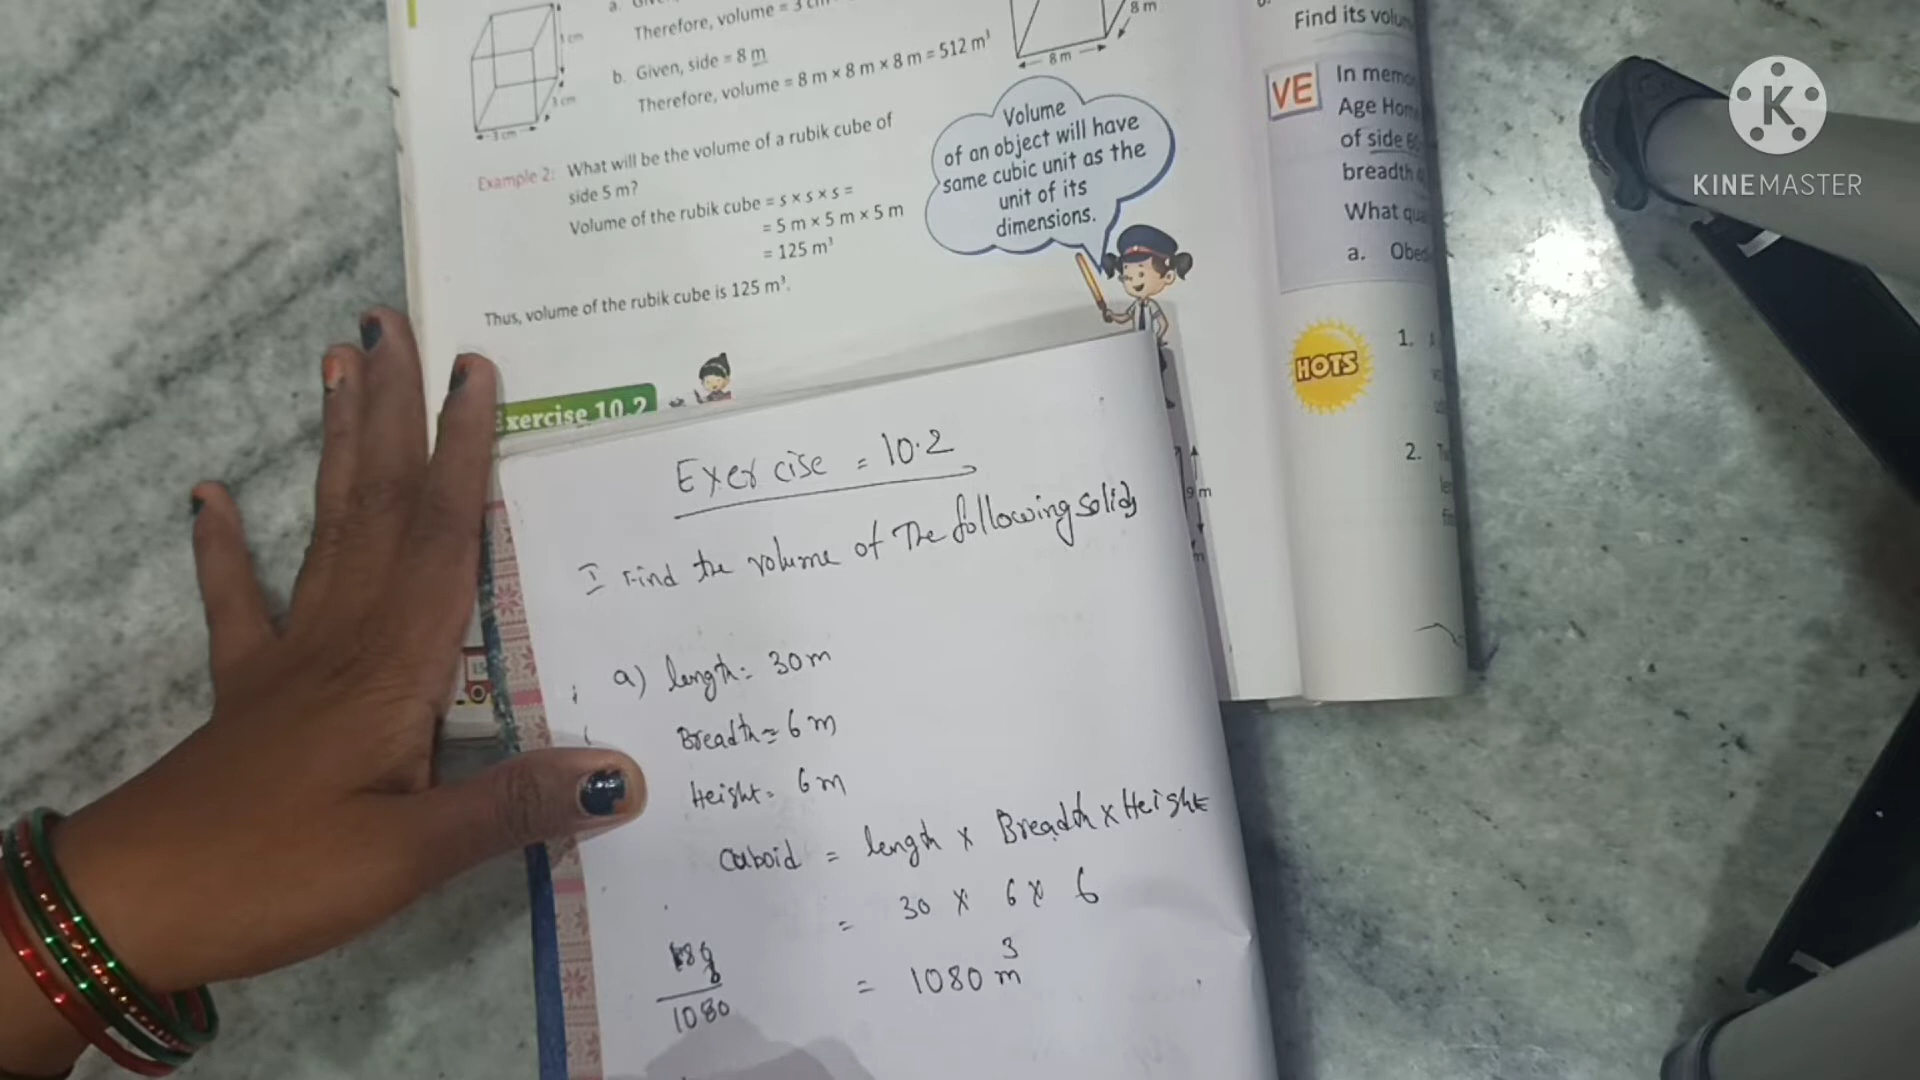 a.
Therefore, volume = 3 cm
b. Given, side = 8 m
Therefore, volume = 8 m × 8 m × 8 m = 512 m³
3 cm
3 cm
3 cm
8 m
8 m
Example 2: What will be the volume of a rubik cube of
side 5 m?
Volume of the rubik cube = s × s × s =
= 5 m × 5 m × 5 m
= 125 m³
Thus, volume of the rubik cube is 125 m³.
Volume
of an object will have
same cubic unit as the
unit of its
dimensions.
Exercise 10.2
Find its
VE
In
Age
of side
breadth
What
a.
HOTS
1.
2.
9 m
m
KINEMASTER
Exercise = 10.2
I Find the volume of The following solids
a) length = 30 m
Breadth = 6 m
Height = 6 m
Cuboid = length × Breadth × Height
= 30 × 6 × 6
= 1080 m³
1080